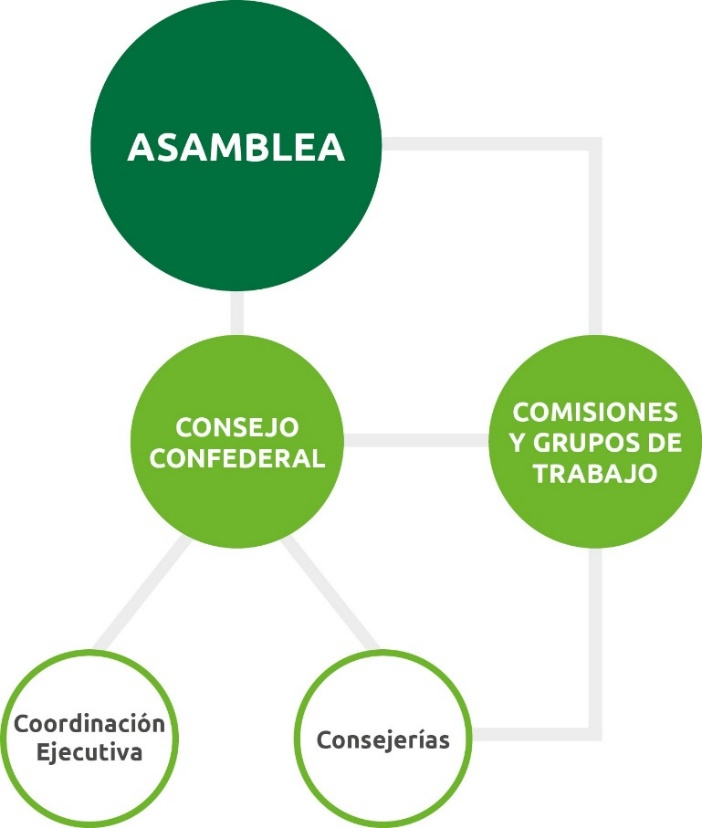 ASAMBLEA
CONSEJO
CONFEDERAL
COMISIONES
Y GRUPOS DE
TRABAJO
Coordinación
Ejecutiva
Consejerías